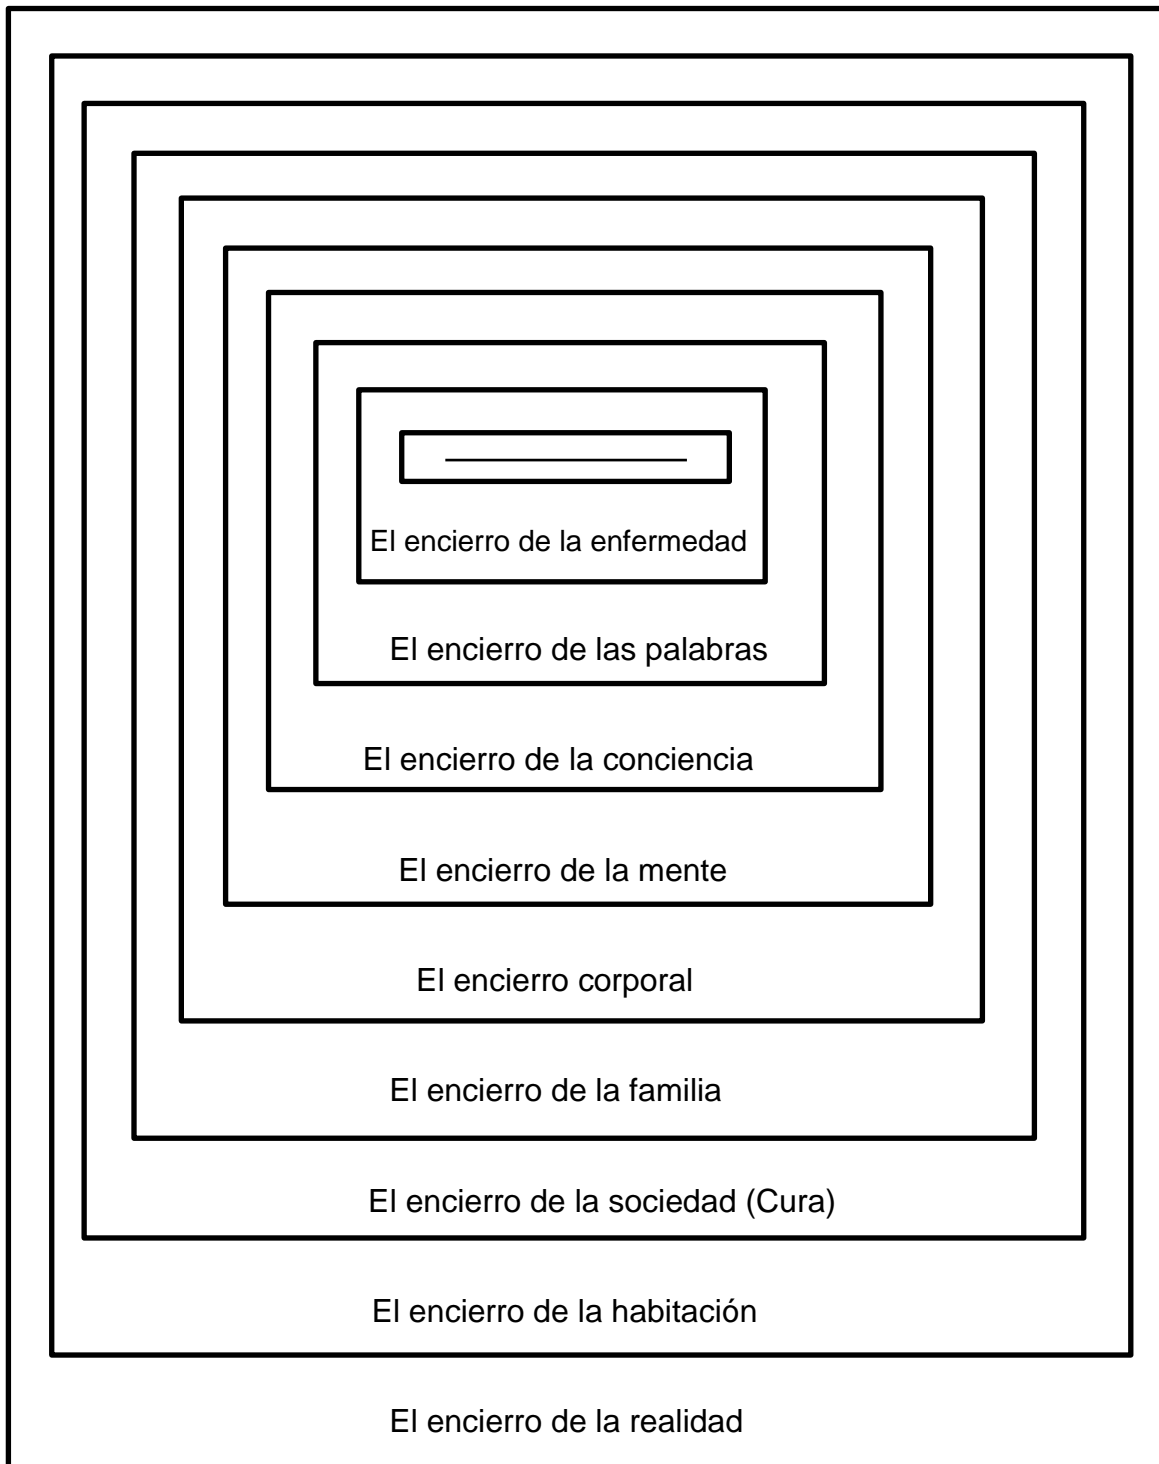 El encierro de la enfermedad
El encierro de las palabras
El encierro de la conciencia
El encierro de la mente
El encierro corporal
El encierro de la familia
El encierro de la sociedad (Cura)
El encierro de la habitación
El encierro de la realidad